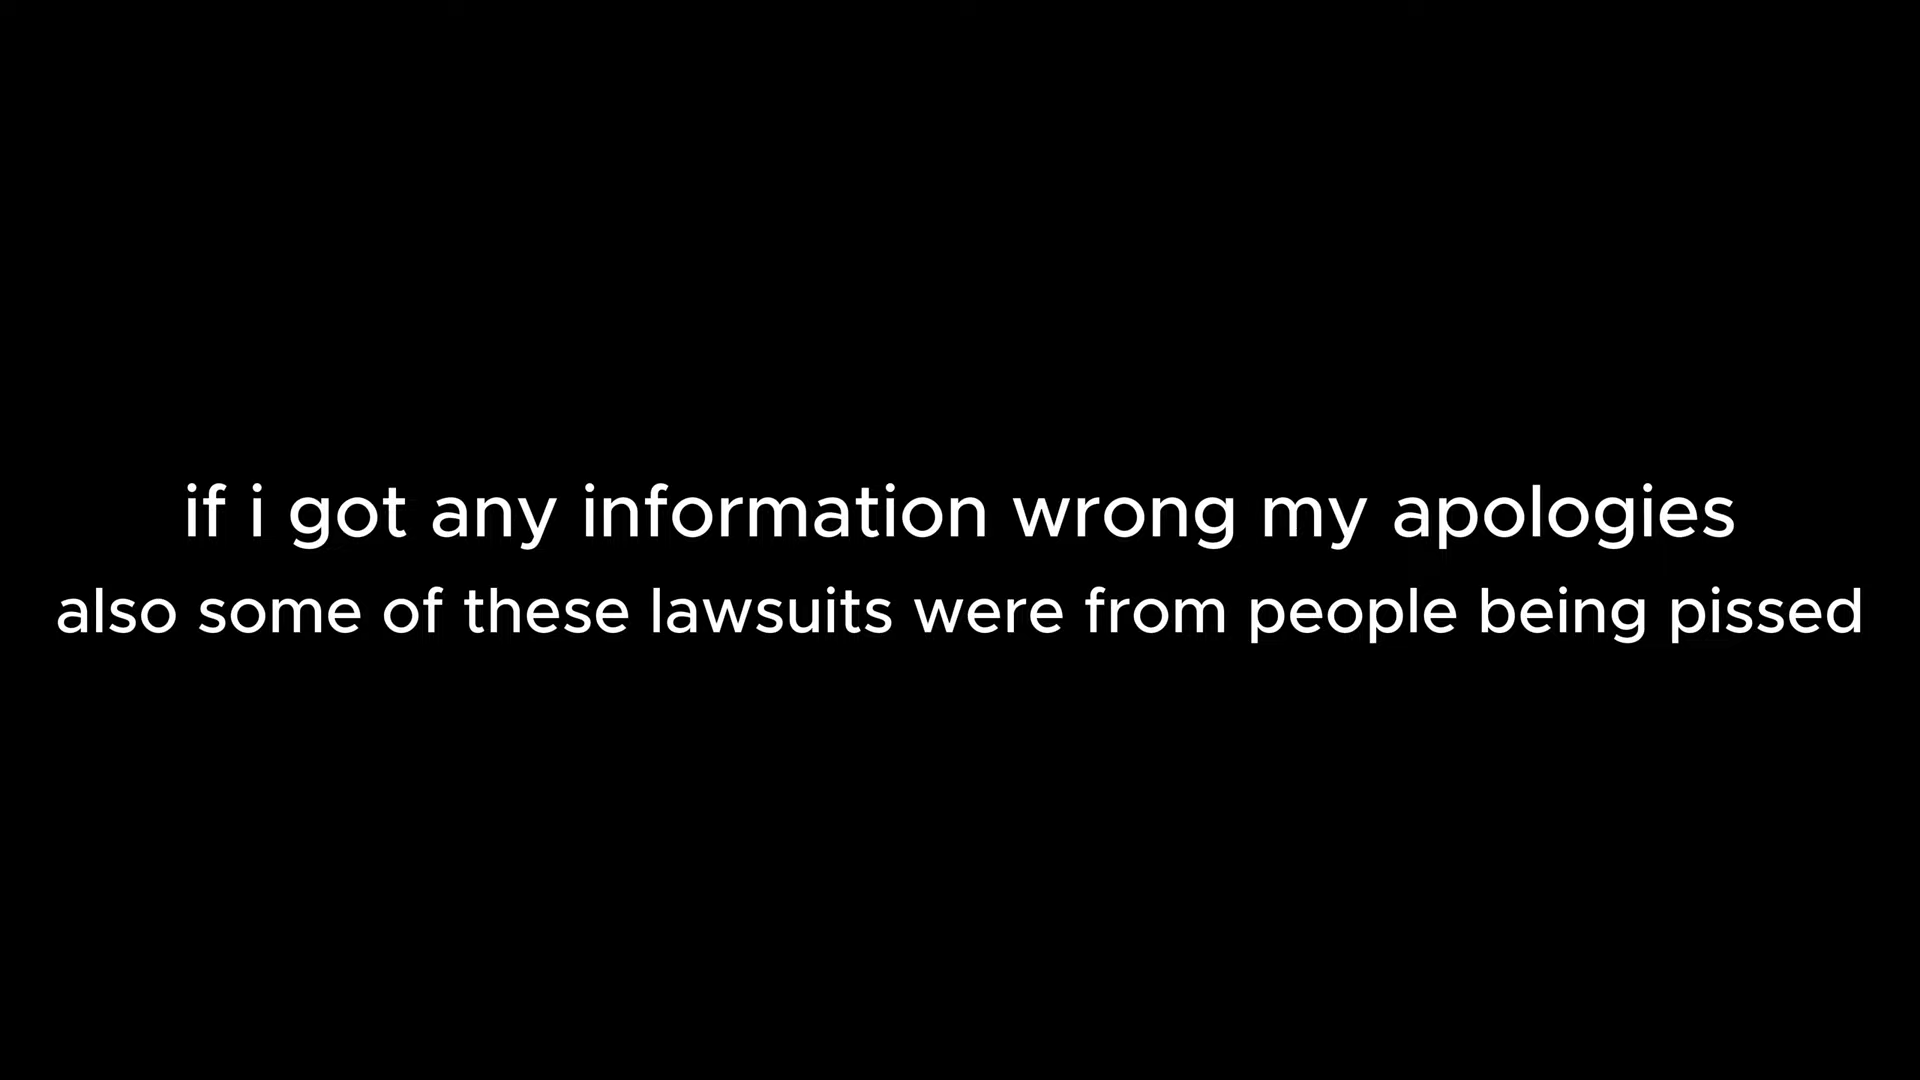 if i got any information wrong my apologies
also some of these lawsuits were from people being pissed